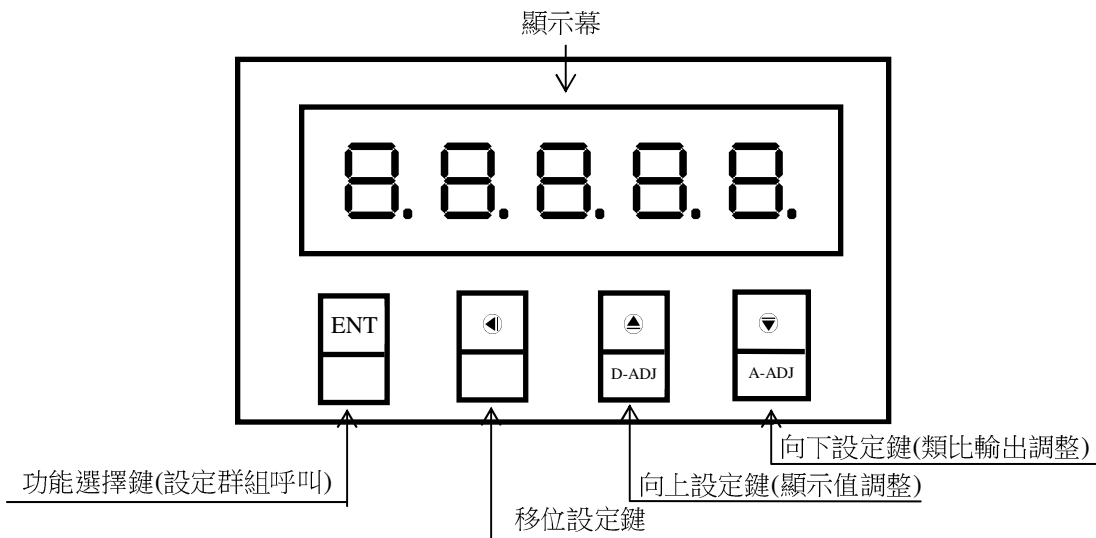 顯示幕
8.8.8.8.8.
ENT
D-ADJ
A-ADJ
向下設定鍵(類比輸出調整)
功能選擇鍵(設定群組呼叫)
向上設定鍵(顯示值調整)
移位設定鍵